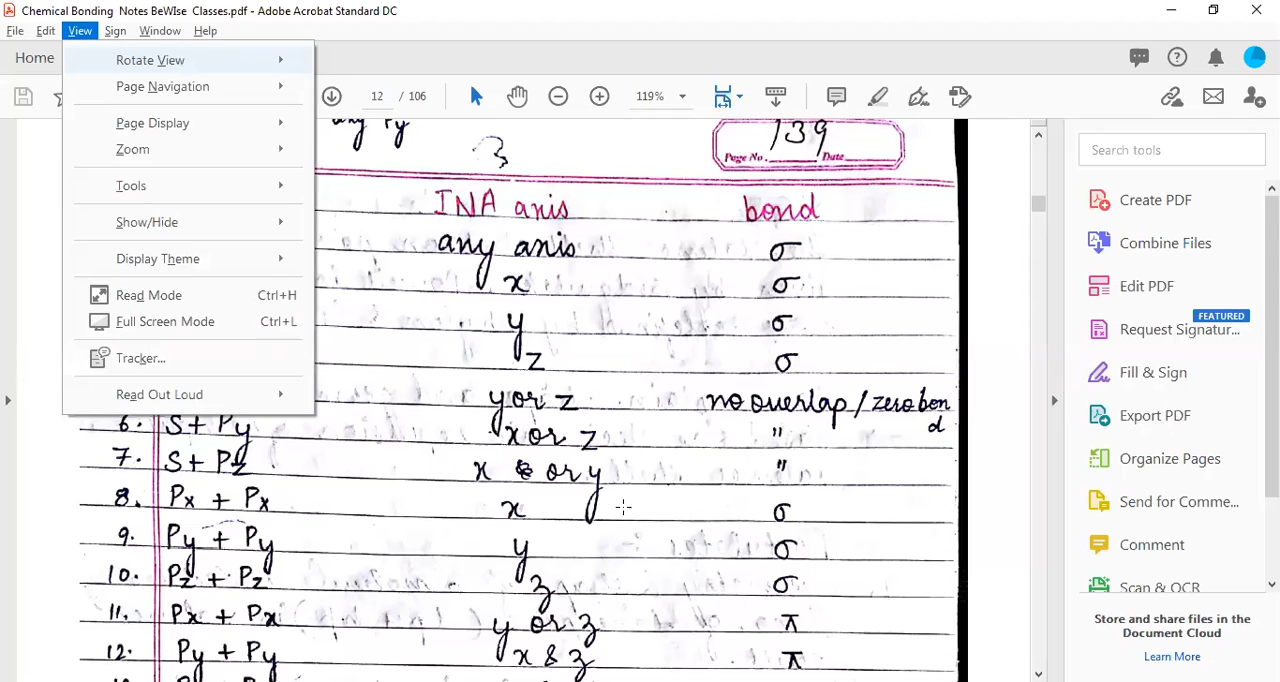 Chemical Bonding Notes BeWIse Classes.pdf - Adobe Acrobat Standard DC
File Edit View Sign Window Help
Home
12 / 106
119%
Rotate View
Page Navigation
Page Display
Zoom
Tools
Show/Hide
Display Theme
Read Mode Ctrl+H
Full Screen Mode Ctrl+L
Tracker...
Read Out Loud
any Py
139
Page No. Date
INA axis bond
any axis σ
x σ
y σ
z σ
y or z no overlap / zero bon
d
6. S + Py x or z "
7. S + Pz x or y "
8. Px + Px x σ
9. Py + Py y σ
10. Pz + Pz z σ
11. Px + Px y or z π
12. Py + Py x & z π
Search tools
Create PDF
Combine Files
Edit PDF
FEATURED
Request Signatur...
Fill & Sign
Export PDF
Organize Pages
Send for Comme...
Comment
Scan & OCR
Store and share files in the
Document Cloud
Learn More